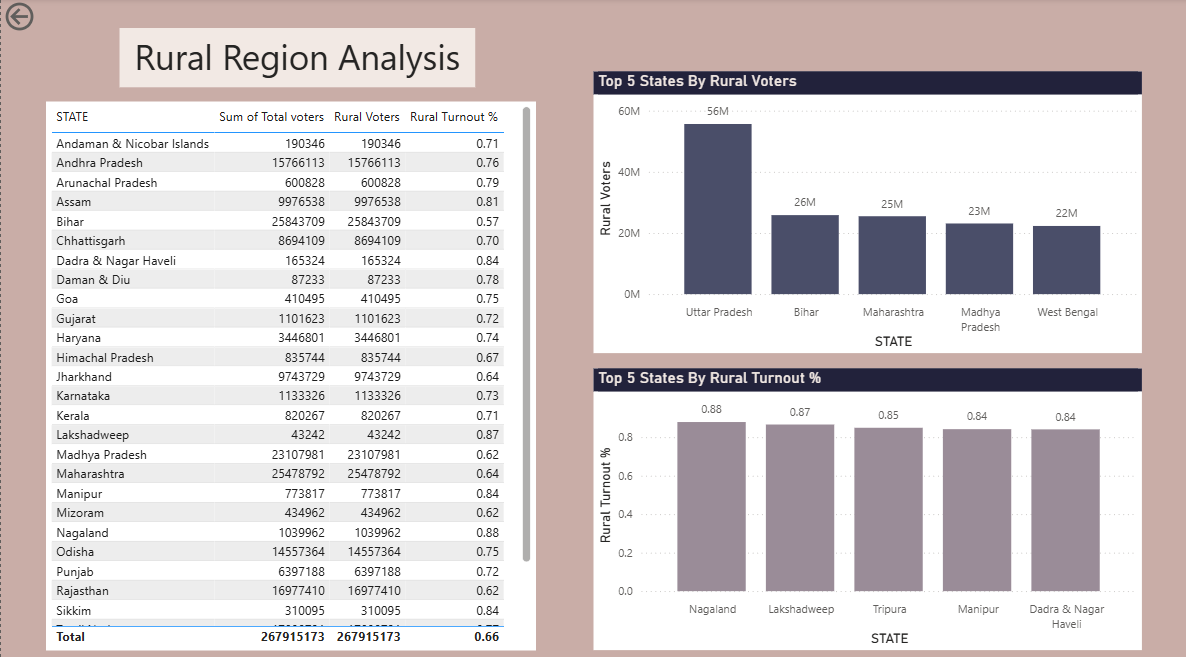 Rural Region Analysis
STATE Sum of Total voters Rural Voters Rural Turnout %
Andaman & Nicobar Islands 190346 190346 0.71
Andhra Pradesh 15766113 15766113 0.76
Arunachal Pradesh 600828 600828 0.79
Assam 9976538 9976538 0.81
Bihar 25843709 25843709 0.57
Chhattisgarh 8694109 8694109 0.70
Dadra & Nagar Haveli 165324 165324 0.84
Daman & Diu 87233 87233 0.78
Goa 410495 410495 0.75
Gujarat 1101623 1101623 0.72
Haryana 3446801 3446801 0.74
Himachal Pradesh 835744 835744 0.67
Jharkhand 9743729 9743729 0.64
Karnataka 1133326 1133326 0.73
Kerala 820267 820267 0.71
Lakshadweep 43242 43242 0.87
Madhya Pradesh 23107981 23107981 0.62
Maharashtra 25478792 25478792 0.64
Manipur 773817 773817 0.84
Mizoram 434962 434962 0.62
Nagaland 1039962 1039962 0.88
Odisha 14557364 14557364 0.75
Punjab 6397188 6397188 0.72
Rajasthan 16977410 16977410 0.62
Sikkim 310095 310095 0.84
Total 267915173 267915173 0.66
Top 5 States By Rural Voters
Rural Voters
60M
40M
20M
0M
56M 26M 25M 23M 22M
Uttar Pradesh Bihar Maharashtra Madhya West Bengal
Pradesh
STATE
Top 5 States By Rural Turnout %
Rural Turnout %
0.8
0.6
0.4
0.2
0.0
0.88 0.87 0.85 0.84 0.84
Nagaland Lakshadweep Tripura Manipur Dadra & Nagar
Haveli
STATE